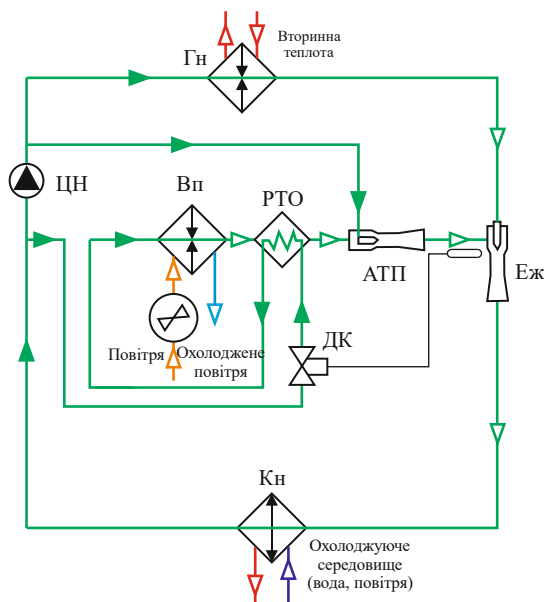 Вторинна
теплота
Гн
ЦН
Вп
РТО
АТП
Еж
ДК
Повітря
Охолоджене
повітря
Кн
Охолоджуюче
середовище
(вода, повітря)